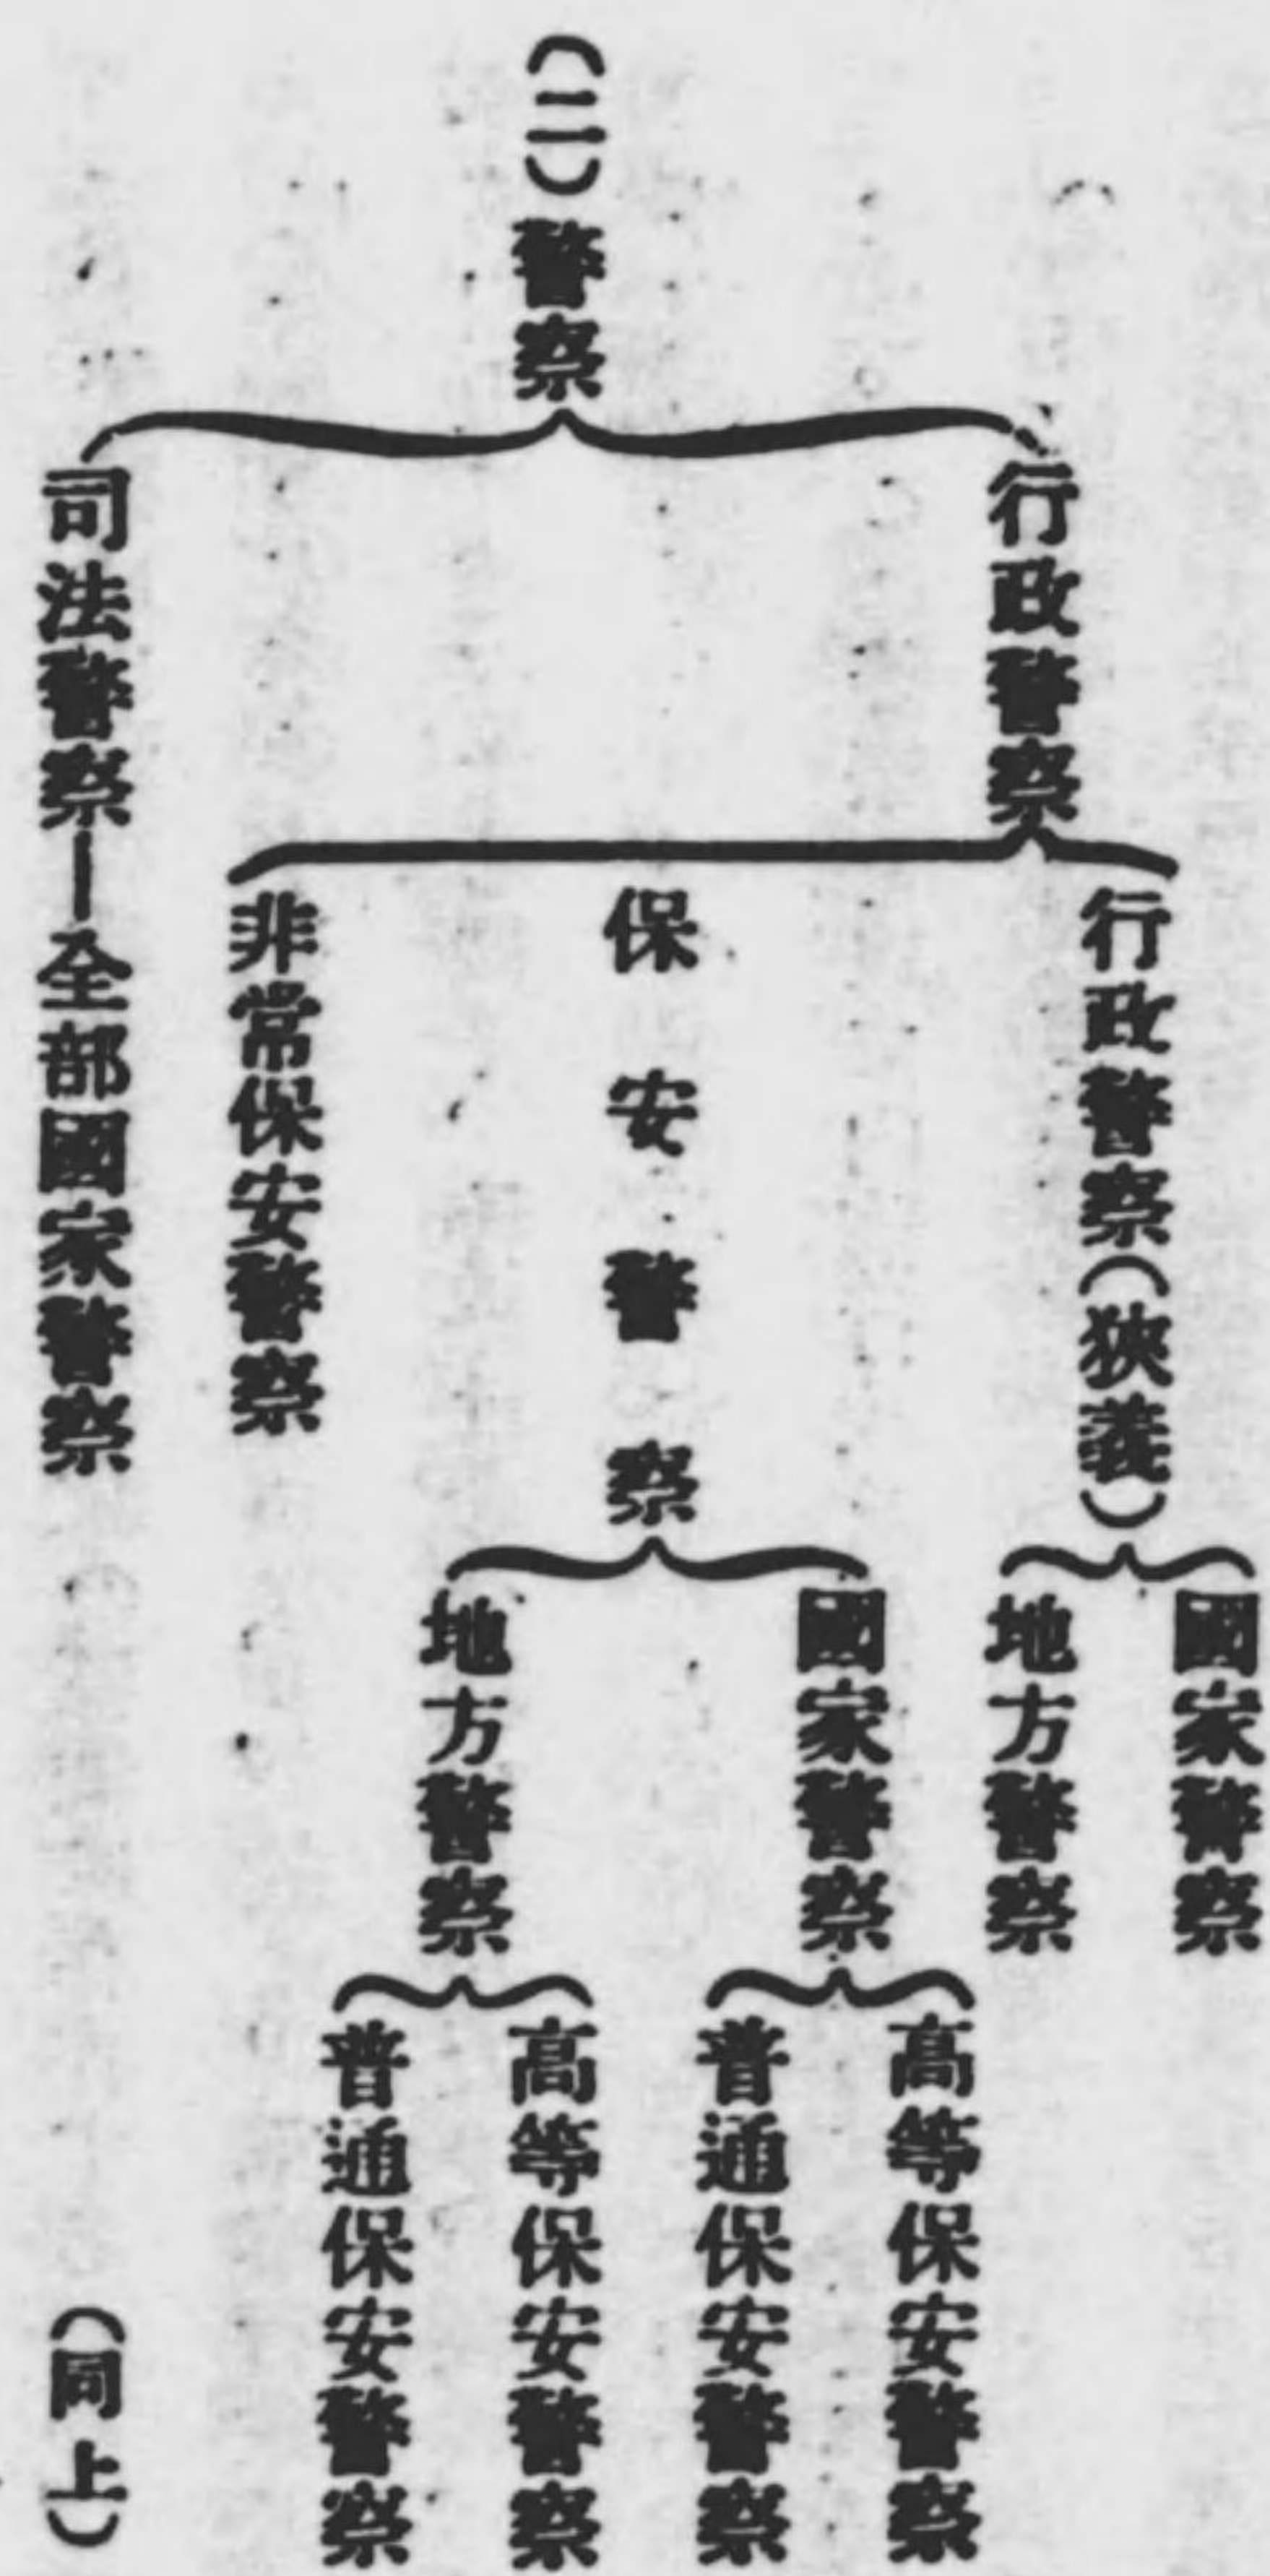 (二)警察
行政警察
行政警察(狹義)
國家警察
地方警察
保安警察
國家警察
高等保安警察
普通保安警察
地方警察
高等保安警察
普通保安警察
非常保安警察
司法警察—全部國家警察
(同上)